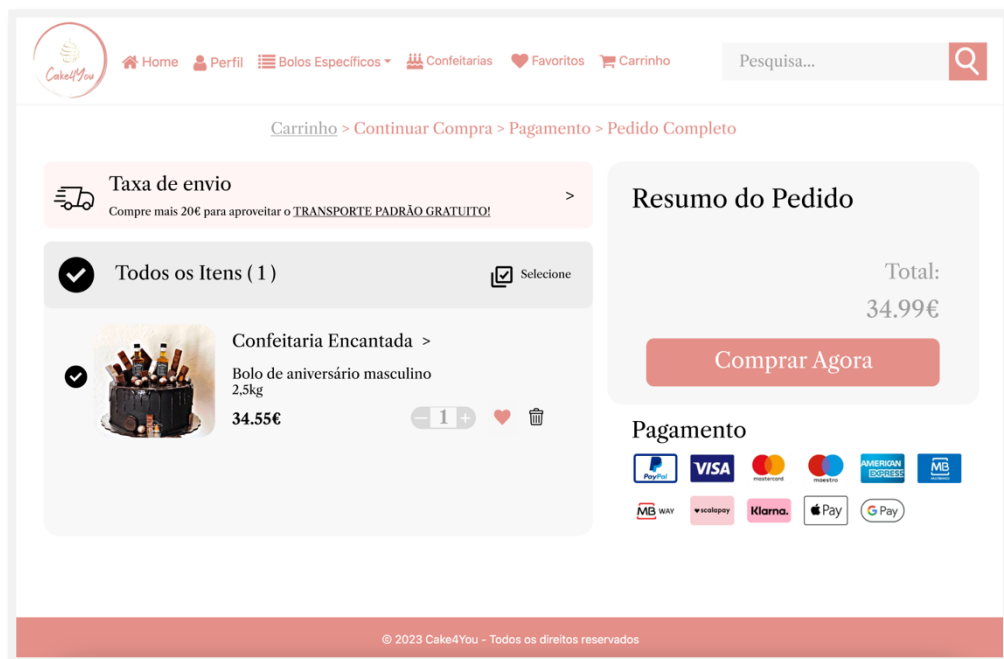 Cake4You
Home Perfil Bolos Específicos Confeitarias Favoritos Carrinho
Pesquisa...
Carrinho > Continuar Compra > Pagamento > Pedido Completo
Taxa de envio
Compre mais 20€ para aproveitar o TRANSPORTE PADRÃO GRATUITO!
>
Todos os Itens ( 1 )
Selecione
Confeitaria Encantada >
Bolo de aniversário masculino
2,5kg
34.55€
— 1 +
Resumo do Pedido
Total:
34.99€
Comprar Agora
Pagamento
PayPal VISA mastercard maestro AMERICAN EXPRESS MB
MB WAY scalapay Klarna. Pay G Pay
© 2023 Cake4You - Todos os direitos reservados